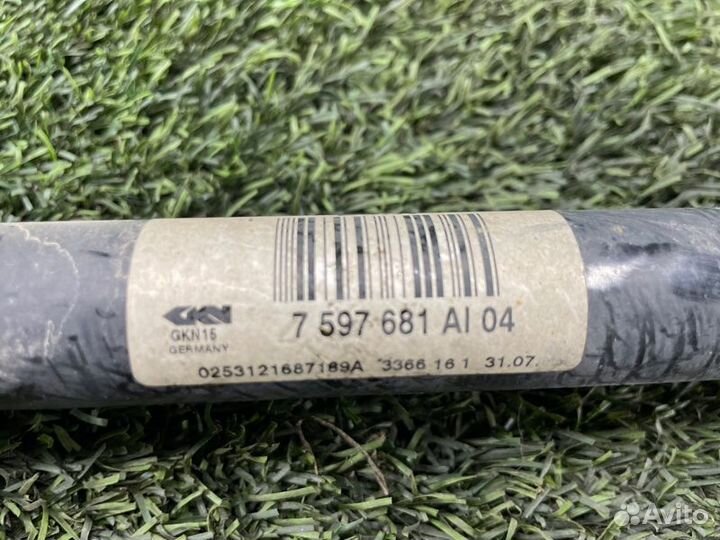 GKN
7 597 681 AI 04
GKN15
GERMANY
0253121687189A 3366 16 1 31.07.
Avito